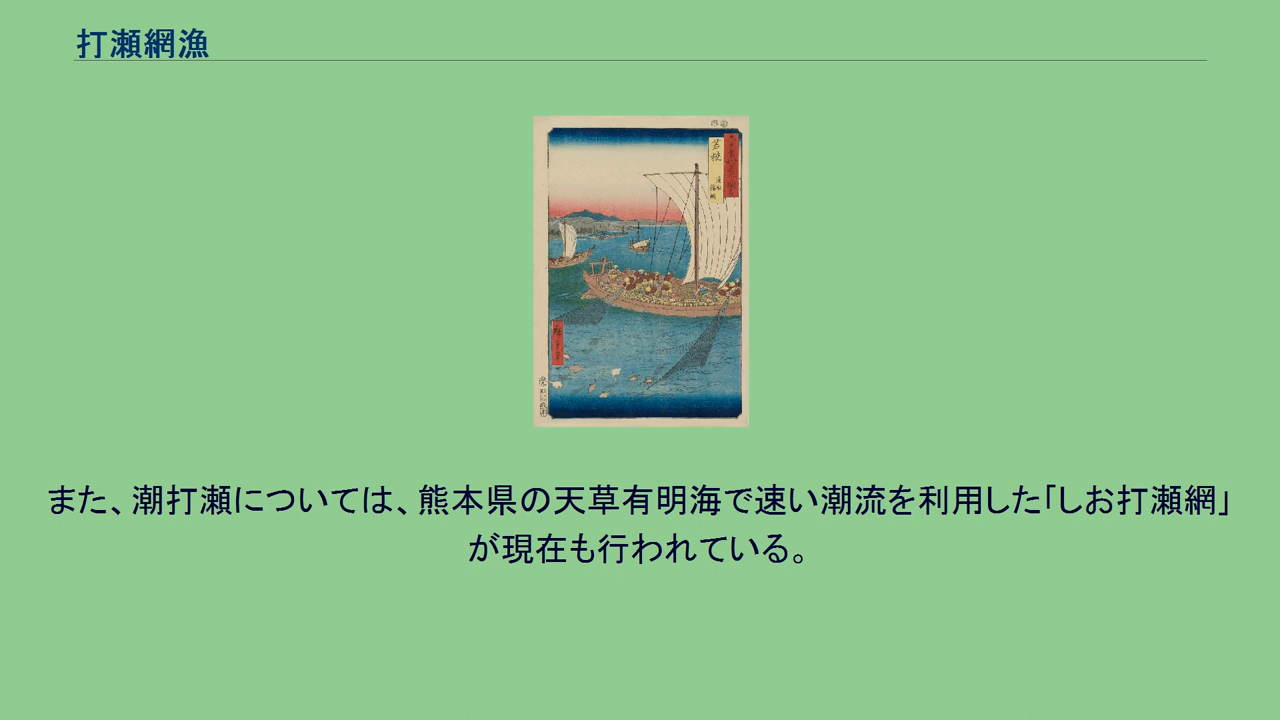 打瀬網漁
若狭
また、潮打瀬については、熊本県の天草有明海で速い潮流を利用した「しお打瀬網」
が現在も行われている。